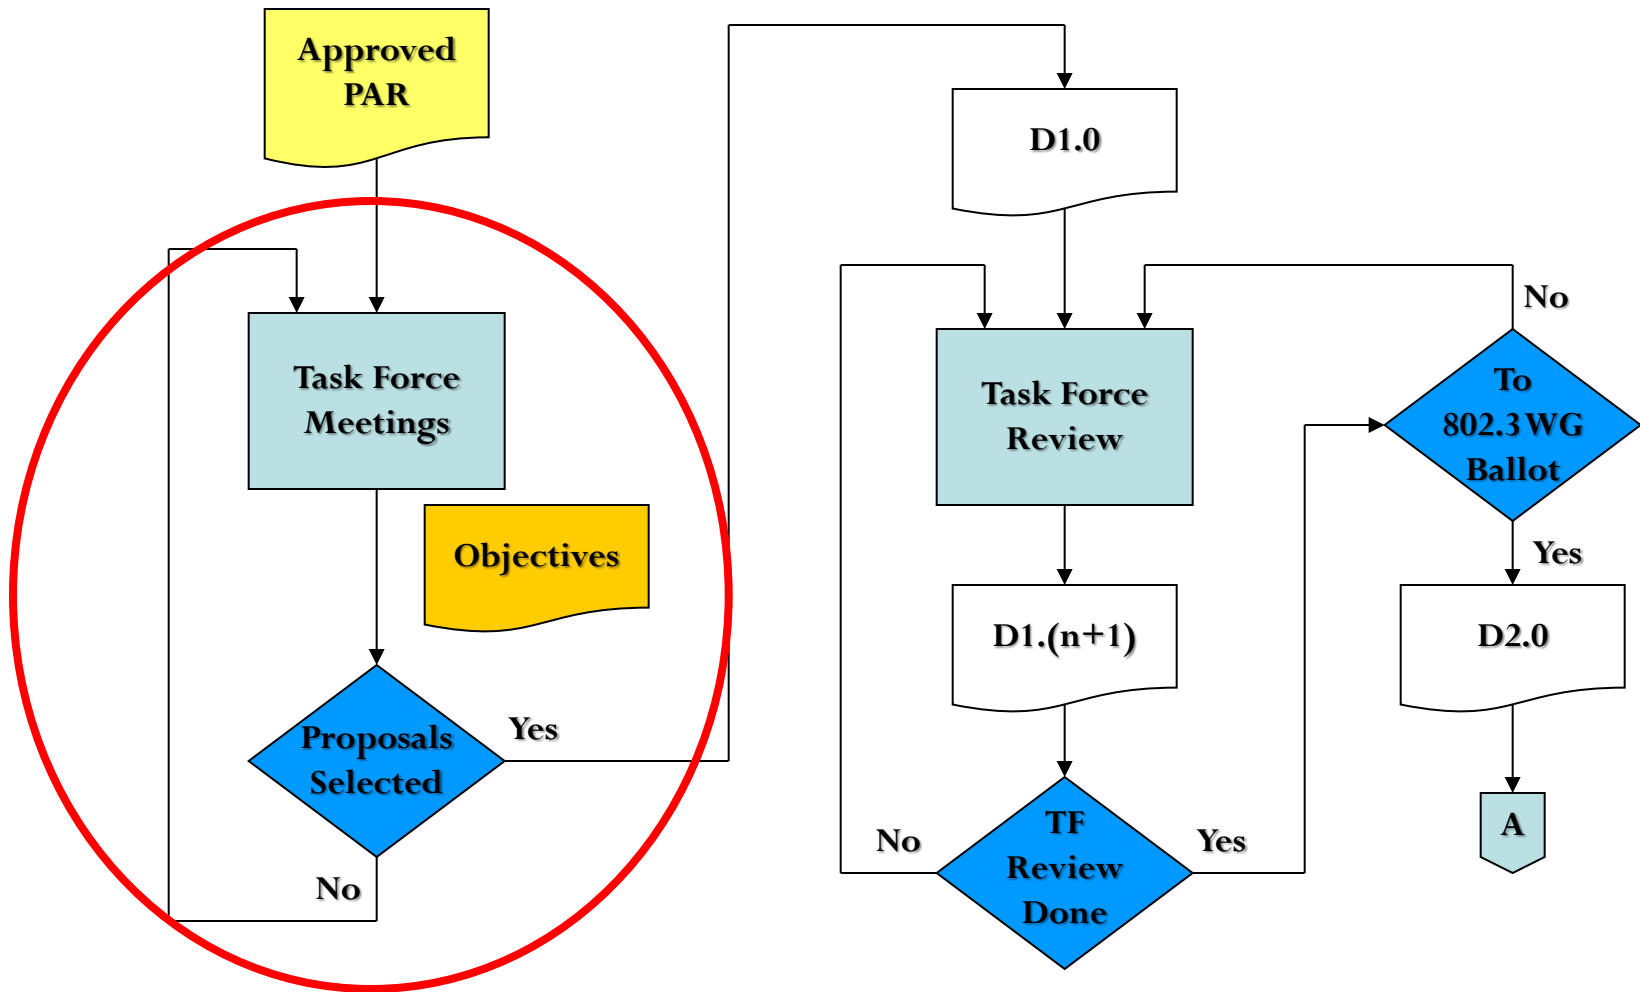 Approved
PAR
Task Force
Meetings
Objectives
Proposals
Selected
Yes
No
D1.0
Task Force
Review
D1.(n+1)
TF
Review
Done
No
Yes
To
802.3 WG
Ballot
No
Yes
D2.0
A